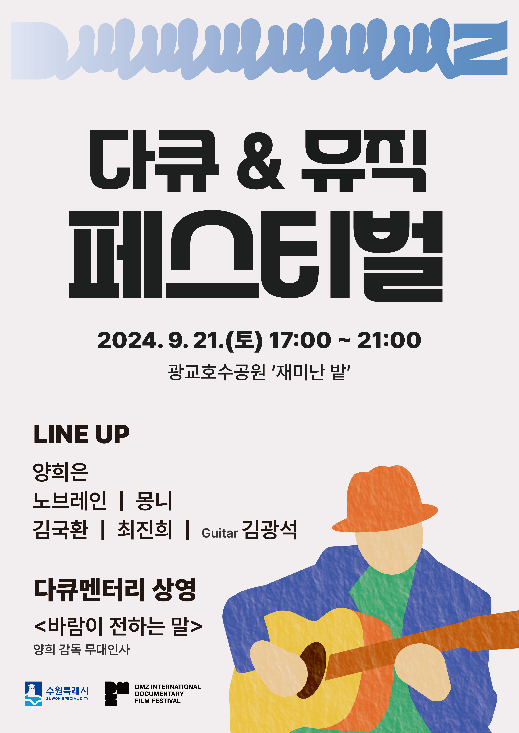 다큐 & 뮤직
페스티벌
2024. 9. 21.(토) 17:00 ~ 21:00
광교호수공원 '재미난 밭'
LINE UP
양희은
노브레인 | 몽니
김국환 | 최진희 | Guitar 김광석
다큐멘터리 상영
<바람이 전하는 말>
양희 감독 무대인사
수원특례시
DMZ INTERNATIONAL
DOCUMENTARY
FILM FESTIVAL